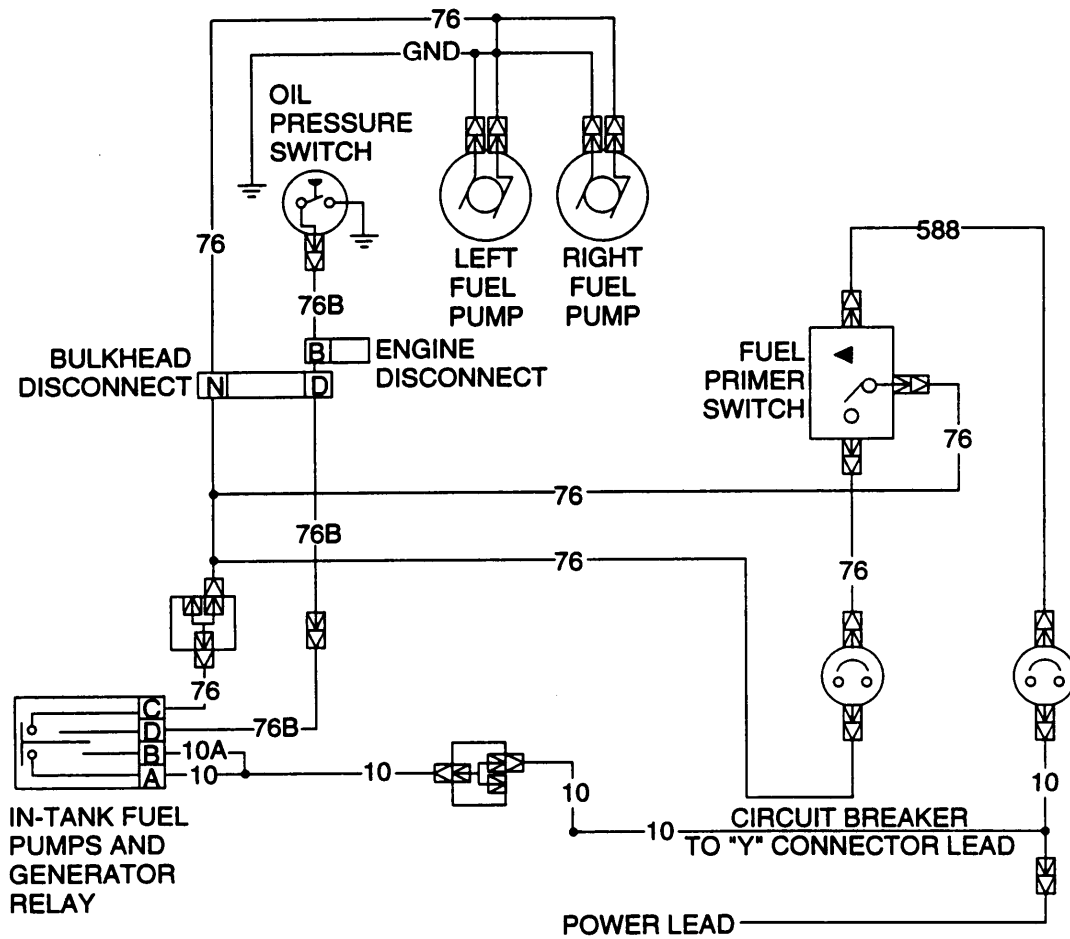 76
GND
OIL
PRESSURE
SWITCH
76
LEFT
FUEL
PUMP
RIGHT
FUEL
PUMP
588
76B
B
ENGINE
DISCONNECT
BULKHEAD
DISCONNECT
N
D
FUEL
PRIMER
SWITCH
76
76
76B
76
76
76
C
D
B
A
76B
10A
10
10
10
10
10
CIRCUIT BREAKER
TO "Y" CONNECTOR LEAD
IN-TANK FUEL
PUMPS AND
GENERATOR
RELAY
POWER LEAD